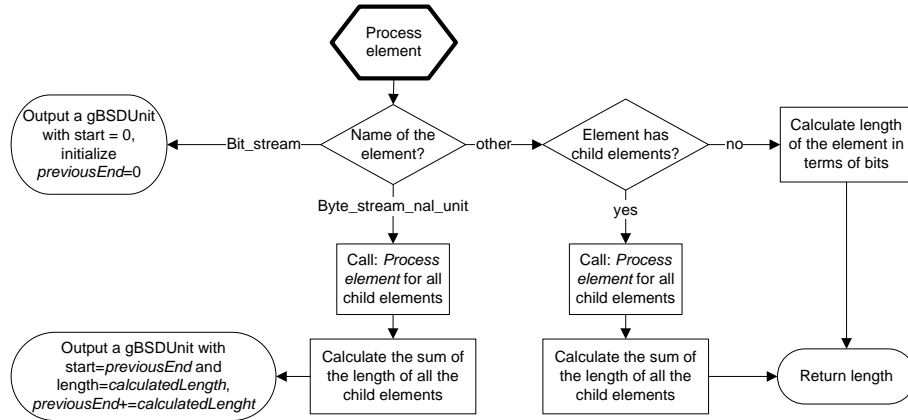 Process
element
Output a gBSDUnit
with start = 0,
initialize
previousEnd=0
Bit_stream
Name of the
element?
other
Element has
child elements?
no
Calculate length
of the element in
terms of bits
Byte_stream_nal_unit
yes
Call: Process
element for all
child elements
Call: Process
element for all
child elements
Output a gBSDUnit with
start=previousEnd and
length=calculatedLength,
previousEnd+=calculatedLenght
Calculate the sum of
the length of all the
child elements
Calculate the sum of
the length of all the
child elements
Return length